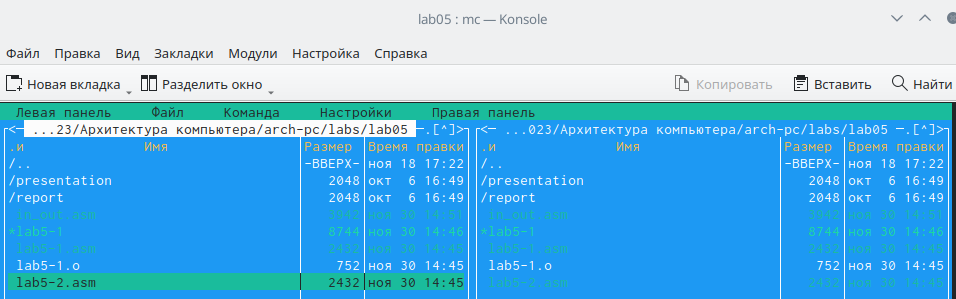 lab05 : mc — Konsole
Файл Правка Вид Закладки Модули Настройка Справка
Новая вкладка Разделить окно Копировать Вставить Найти
Левая панель Файл Команда Настройки Правая панель
<─ ...23/Архитектура компьютера/arch-pc/labs/lab05 ─.[^]> <─ ...023/Архитектура компьютера/arch-pc/labs/lab05 ─.[^]>
.и Имя Размер Время правки .и Имя Размер Время правки
/.. -ВВЕРХ- ноя 18 17:22 /.. -ВВЕРХ- ноя 18 17:22
/presentation 2048 окт 6 16:49 /presentation 2048 окт 6 16:49
/report 2048 окт 6 16:49 /report 2048 окт 6 16:49
in_out.asm 3942 ноя 30 14:51 in_out.asm 3942 ноя 30 14:51
*lab5-1 8744 ноя 30 14:46 *lab5-1 8744 ноя 30 14:46
lab5-1.asm 2432 ноя 30 14:45 lab5-1.asm 2432 ноя 30 14:45
lab5-1.o 752 ноя 30 14:45 lab5-1.o 752 ноя 30 14:45
lab5-2.asm 2432 ноя 30 14:45 lab5-2.asm 2432 ноя 30 14:45